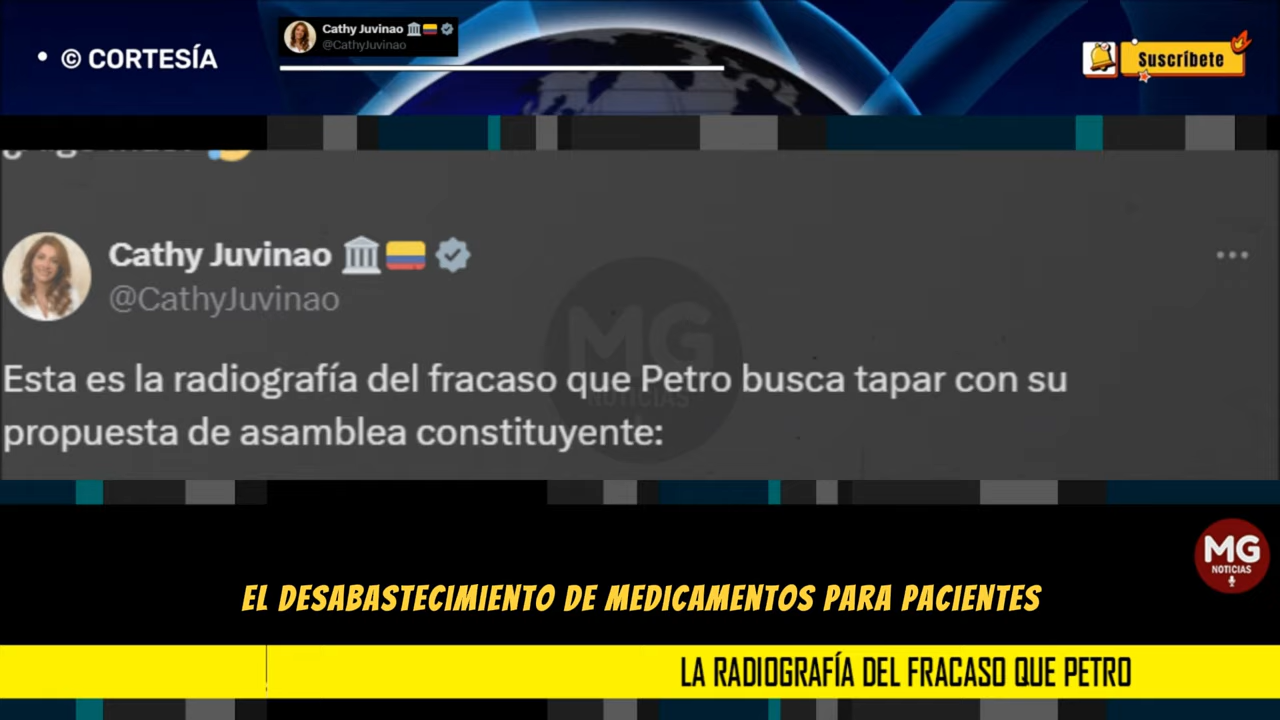 • © CORTESÍA
Cathy Juvinao
@CathyJuvinao
Suscríbete
Cathy Juvinao
@CathyJuvinao
Esta es la radiografía del fracaso que Petro busca tapar con su
propuesta de asamblea constituyente:
MG
NOTICIAS
MG
NOTICIAS
EL DESABASTECIMIENTO DE MEDICAMENTOS PARA PACIENTES
LA RADIOGRAFÍA DEL FRACASO QUE PETRO